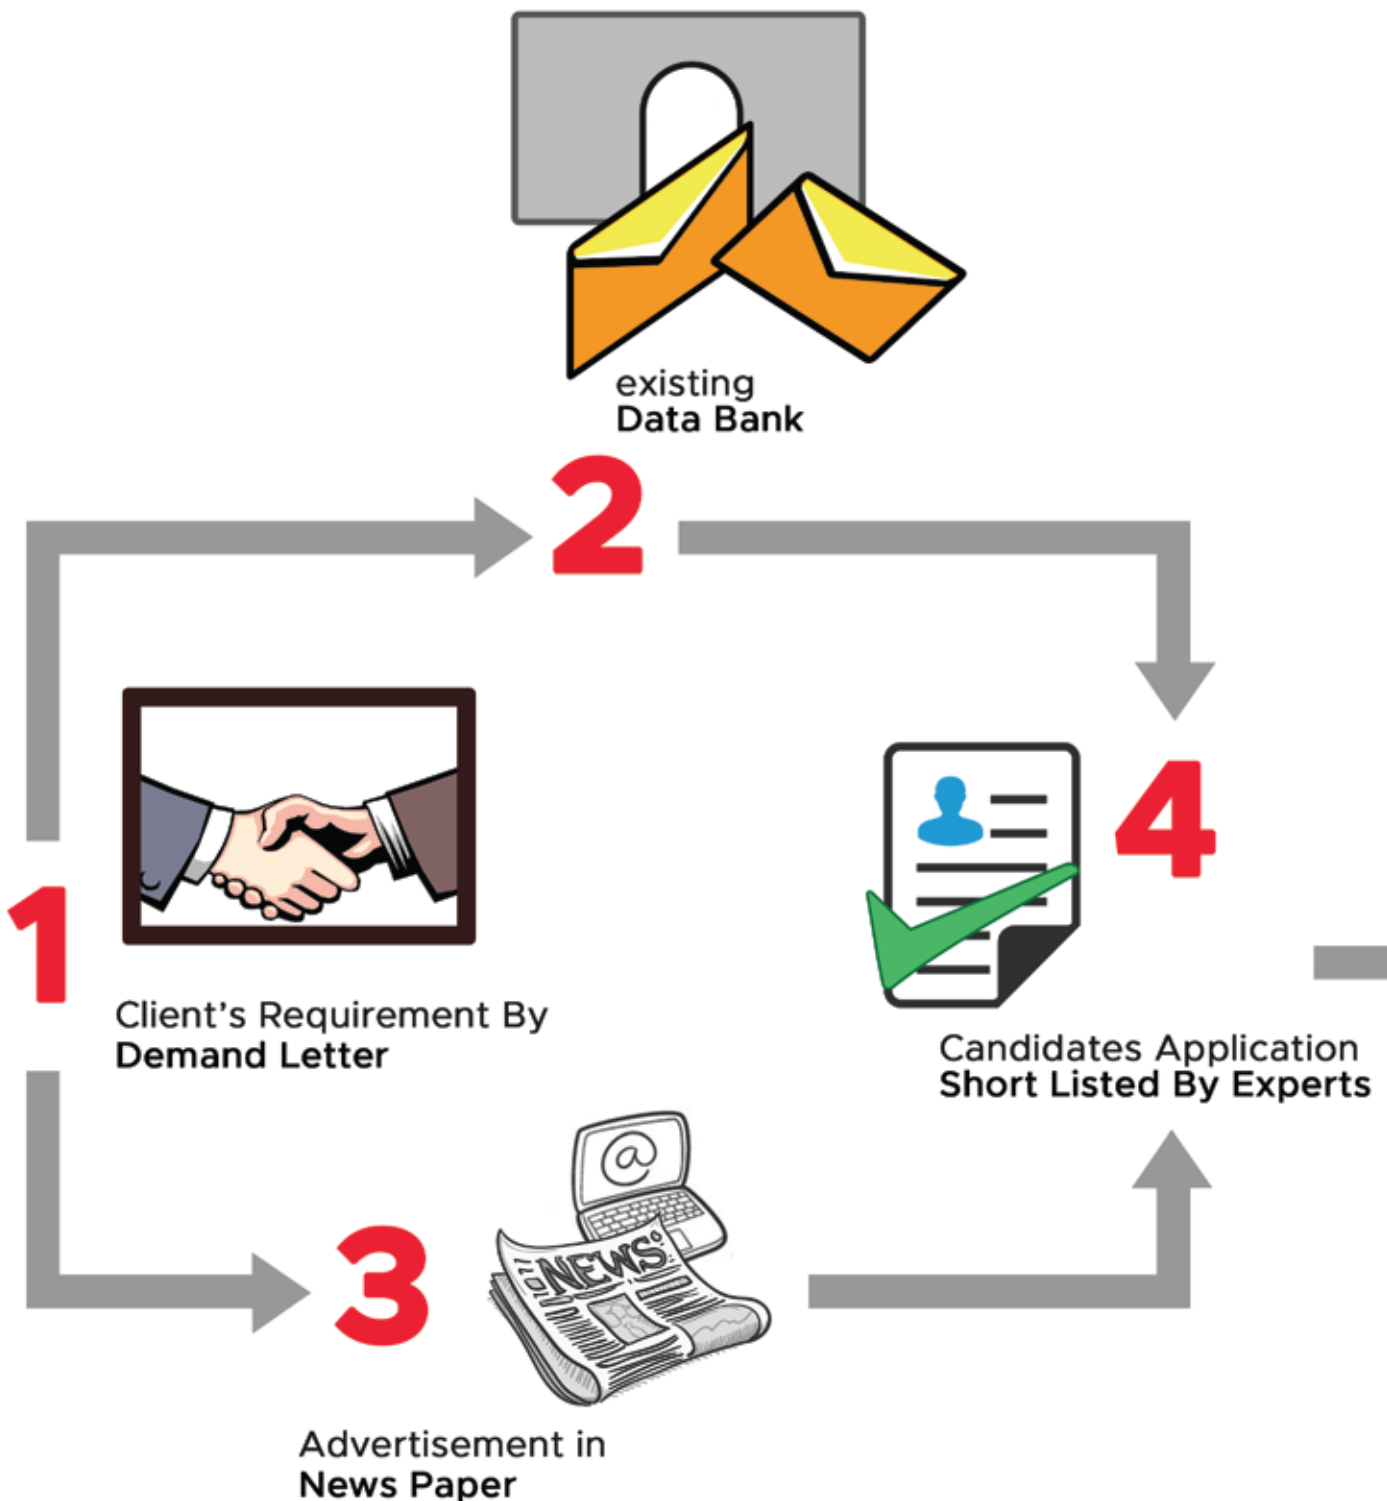 existing
Data Bank
2
1
Client's Requirement By
Demand Letter
4
Candidates Application
Short Listed By Experts
3
@
NEWS
Advertisement in
News Paper